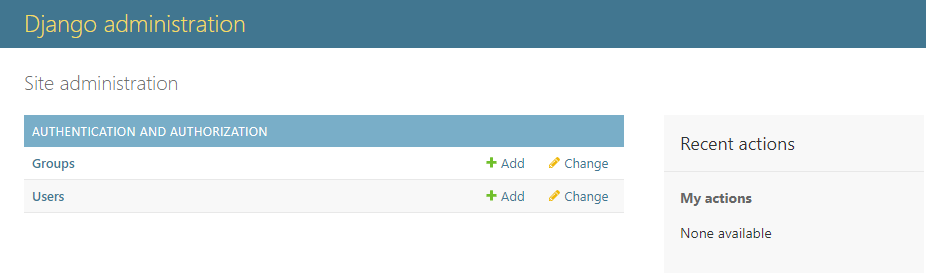 Django administration
Site administration
AUTHENTICATION AND AUTHORIZATION
Groups Add Change
Users Add Change
Recent actions
My actions
None available